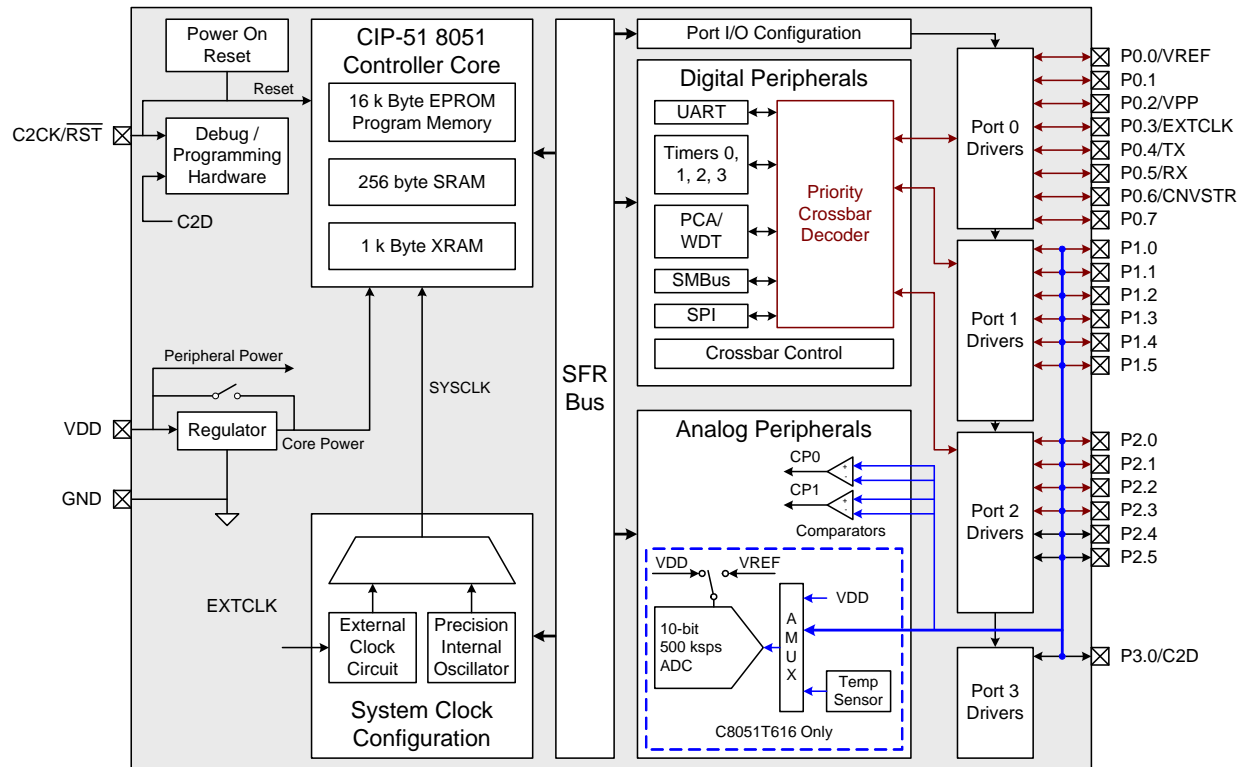 Power On
Reset
Reset
C2CK/RST
Debug /
Programming
Hardware
C2D
CIP-51 8051
Controller Core
16 k Byte EPROM
Program Memory
256 byte SRAM
1 k Byte XRAM
Peripheral Power
VDD
Regulator
Core Power
GND
SYSCLK
EXTCLK
External
Clock
Circuit
Precision
Internal
Oscillator
System Clock
Configuration
SFR
Bus
Port I/O Configuration
Digital Peripherals
UART
Timers 0,
1, 2, 3
PCA/
WDT
SMBus
SPI
Priority
Crossbar
Decoder
Crossbar Control
Analog Peripherals
CP0
+
-
CP1
+
-
Comparators
VDD
VREF
10-bit
500 ksps
ADC
A
M
U
X
VDD
Temp
Sensor
C8051T616 Only
Port 0
Drivers
Port 1
Drivers
Port 2
Drivers
Port 3
Drivers
P0.0/VREF
P0.1
P0.2/VPP
P0.3/EXTCLK
P0.4/TX
P0.5/RX
P0.6/CNVSTR
P0.7
P1.0
P1.1
P1.2
P1.3
P1.4
P1.5
P2.0
P2.1
P2.2
P2.3
P2.4
P2.5
P3.0/C2D